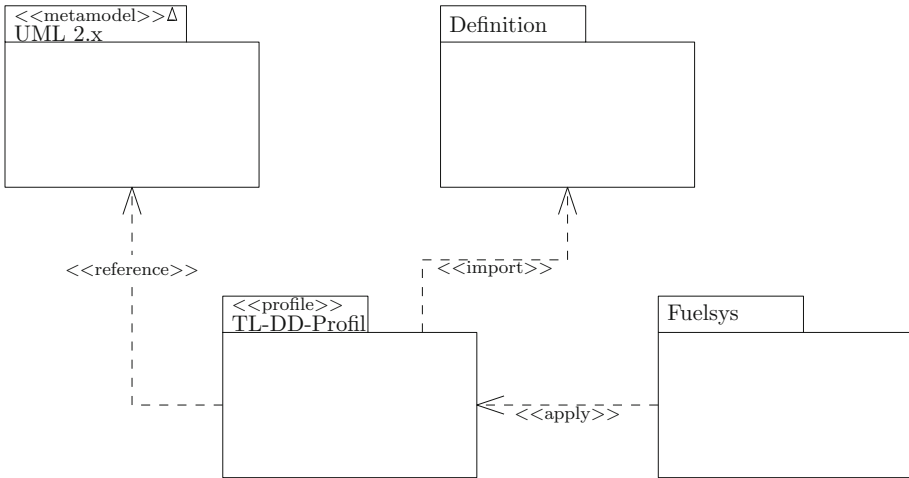 <<metamodel>>Δ
UML 2.x
Definition
<<reference>>
<<import>>
<<profile>>
TL-DD-Profil
Fuelsys
<<apply>>